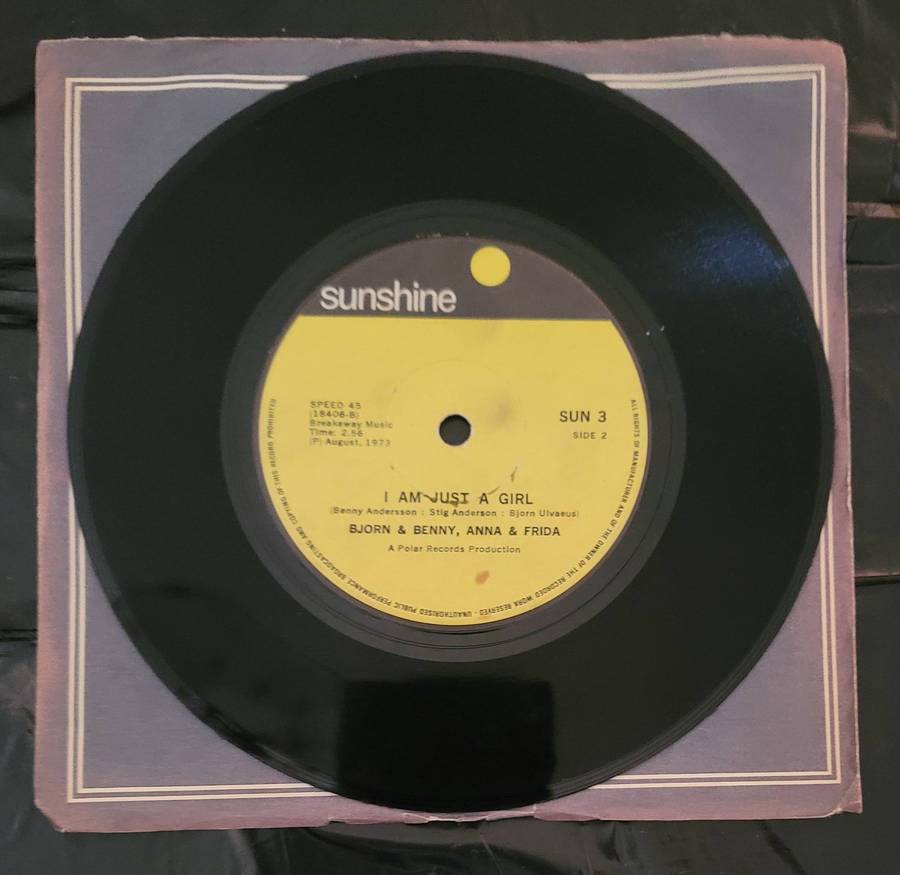 sunshine
SPEED 45
(18406-B)
Breakaway Music
Time: 2.56
(P) August, 1973
SUN 3
SIDE 2
I AM JUST A GIRL
(Benny Andersson : Stig Anderson : Bjorn Ulvaeus)
BJORN & BENNY, ANNA & FRIDA
A Polar Records Production
ALL RIGHTS OF MANUFACTURER AND OF THE OWNER OF THE RECORDED WORK RESERVED - UNAUTHORISED PUBLIC PERFORMANCE BROADCASTING AND COPYING OF THIS RECORD PROHIBITED